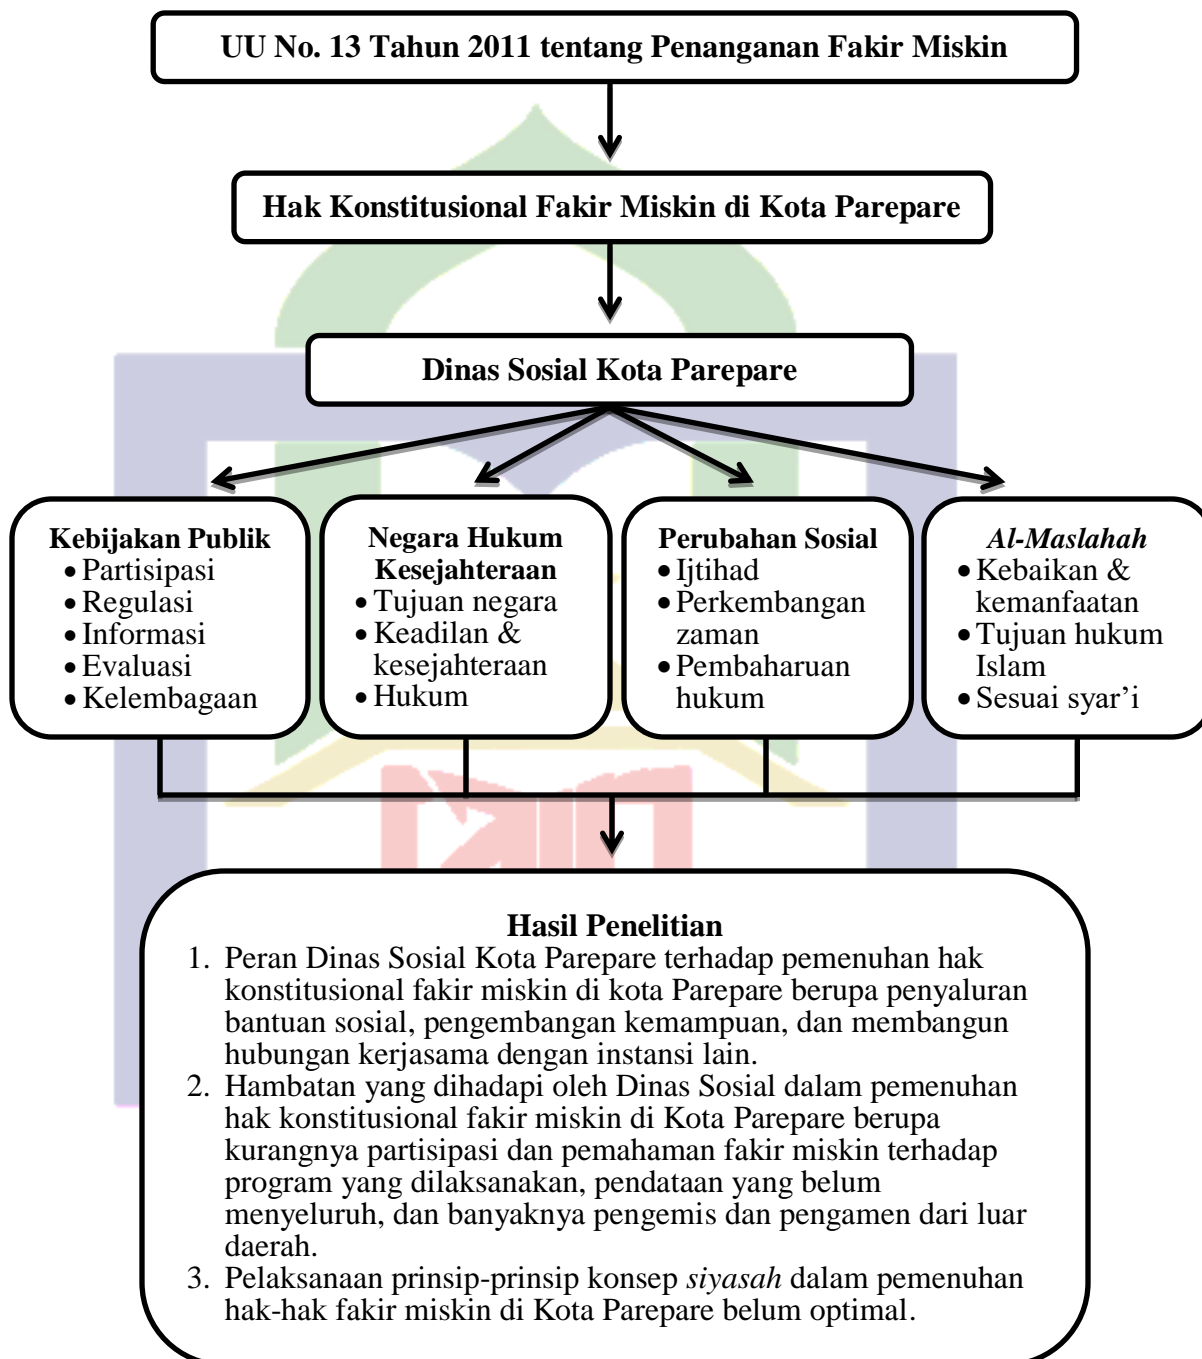 UU No. 13 Tahun 2011 tentang Penanganan Fakir Miskin
Hak Konstitusional Fakir Miskin di Kota Parepare
Dinas Sosial Kota Parepare
Kebijakan Publik
• Partisipasi
• Regulasi
• Informasi
• Evaluasi
• Kelembagaan
Negara Hukum
Kesejahteraan
• Tujuan negara
• Keadilan &
kesejahteraan
• Hukum
Perubahan Sosial
• Ijtihad
• Perkembangan
zaman
• Pembaharuan
hukum
Al-Maslahah
• Kebaikan &
kemanfaatan
• Tujuan hukum
Islam
• Sesuai syar’i
Hasil Penelitian
1. Peran Dinas Sosial Kota Parepare terhadap pemenuhan hak
konstitusional fakir miskin di kota Parepare berupa penyaluran
bantuan sosial, pengembangan kemampuan, dan membangun
hubungan kerjasama dengan instansi lain.
2. Hambatan yang dihadapi oleh Dinas Sosial dalam pemenuhan
hak konstitusional fakir miskin di Kota Parepare berupa
kurangnya partisipasi dan pemahaman fakir miskin terhadap
program yang dilaksanakan, pendataan yang belum
menyeluruh, dan banyaknya pengemis dan pengamen dari luar
daerah.
3. Pelaksanaan prinsip-prinsip konsep siyasah dalam pemenuhan
hak-hak fakir miskin di Kota Parepare belum optimal.